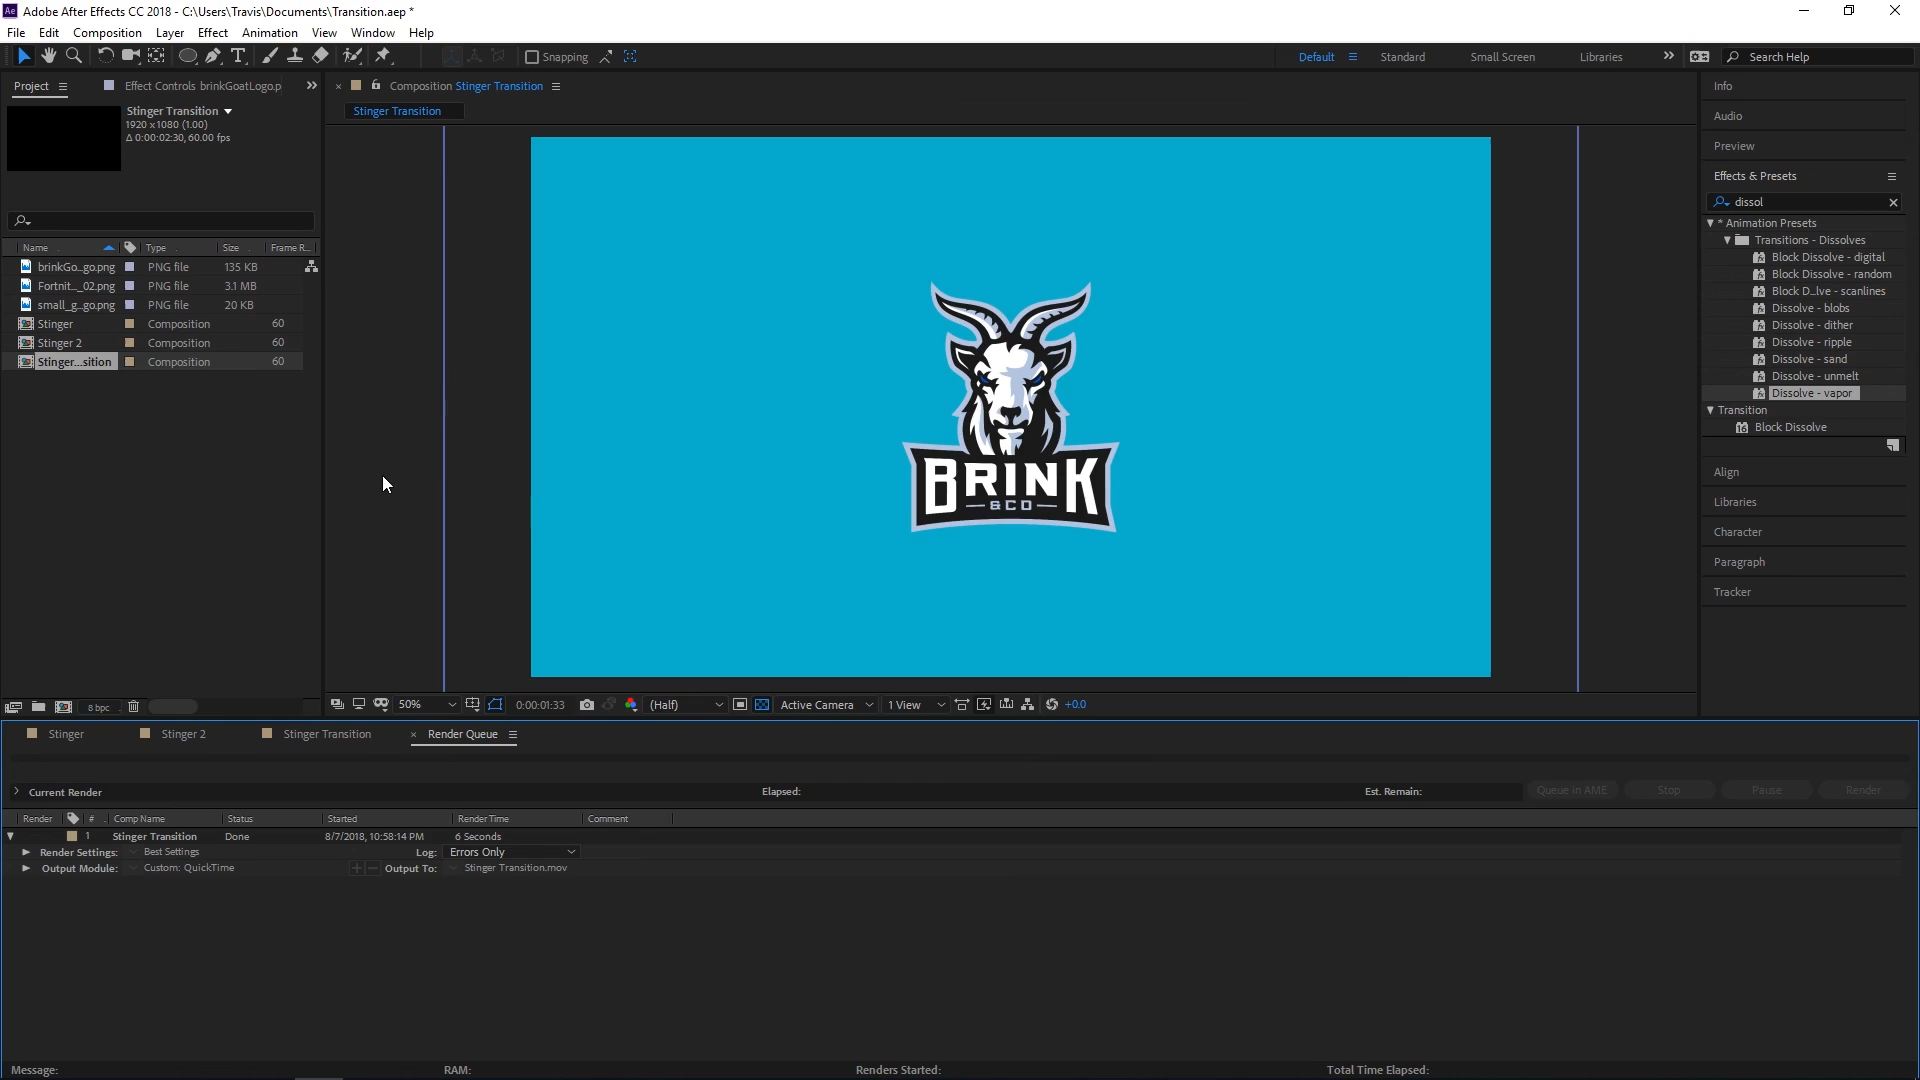 Ae Adobe After Effects CC 2018 - C:\Users\Travis\Documents\Transition.aep *
File Edit Composition Layer Effect Animation View Window Help
Snapping Default Standard Small Screen Libraries Search Help
Project Effect Controls brinkGoatLogo.p Composition Stinger Transition Info
Stinger Transition
1920 x 1080 (1.00)
Δ 0:00:02:30, 60.00 fps
Stinger Transition
Audio
Preview
Effects & Presets
dissol
* Animation Presets
Transitions - Dissolves
Block Dissolve - digital
Block Dissolve - random
Block D...lve - scanlines
Dissolve - blobs
Dissolve - dither
Dissolve - ripple
Dissolve - sand
Dissolve - unmelt
Dissolve - vapor
Transition
Block Dissolve
Align
Libraries
Character
Paragraph
Tracker
Name Type Size Frame R...
brinkGo...go.png PNG file 135 KB
Fortnit..._02.png PNG file 3.1 MB
small_g...go.png PNG file 20 KB
Stinger Composition 60
Stinger 2 Composition 60
Stinger...sition Composition 60
BRINK
&CO
8 bpc 50% 0:00:01:33 (Half) Active Camera 1 View +0.0
Stinger Stinger 2 Stinger Transition Render Queue
Current Render Elapsed: Est. Remain: Queue in AME Stop Pause Render
Render # Comp Name Status Started Render Time Comment
1 Stinger Transition Done 8/7/2018, 10:58:14 PM 6 Seconds
Render Settings: Best Settings Log: Errors Only
Output Module: Custom: QuickTime Output To: Stinger Transition.mov
Message: RAM: Renders Started: Total Time Elapsed: